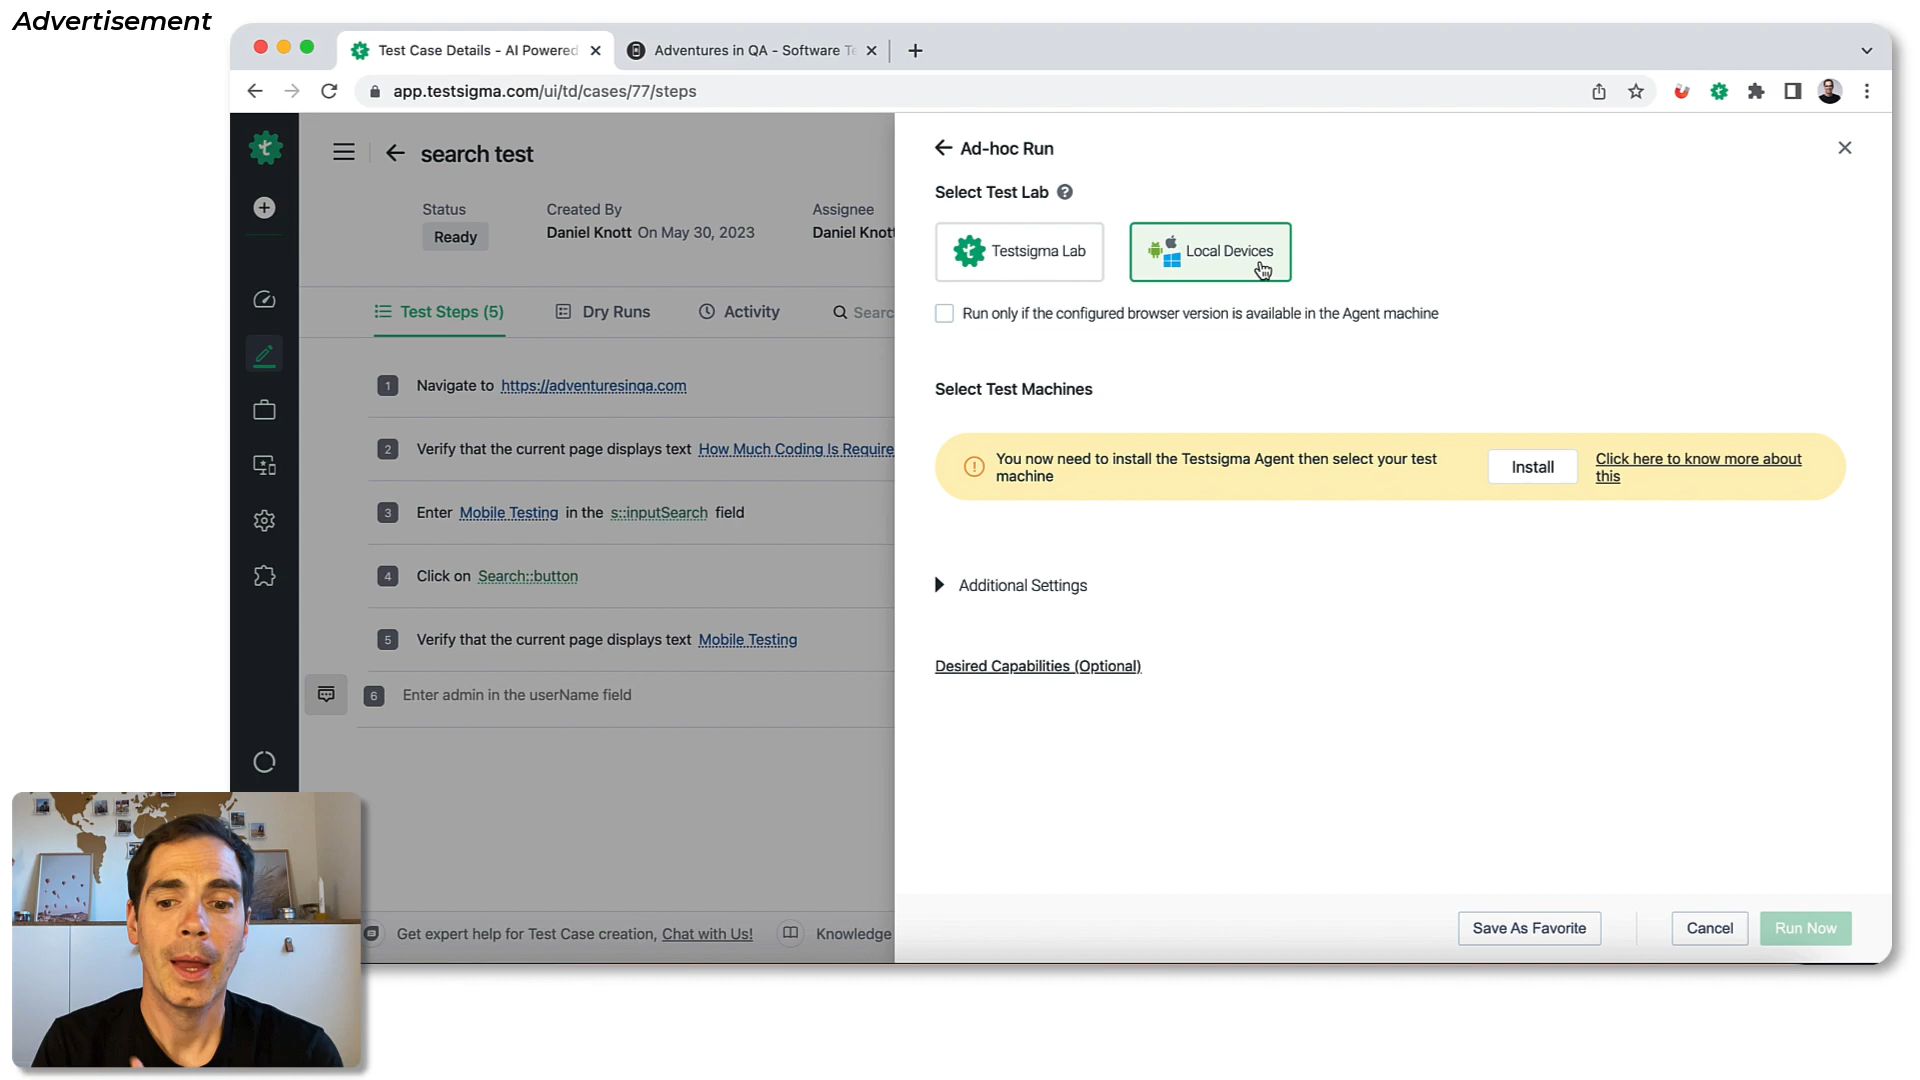 Advertisement
Test Case Details - AI Powered
Adventures in QA - Software Te
app.testsigma.com/ui/td/cases/77/steps
search test
Status
Created By
Assignee
Ready
Daniel Knott On May 30, 2023
Daniel Knott
Test Steps (5)
Dry Runs
Activity
Searc
1 Navigate to https://adventuresinqa.com
2 Verify that the current page displays text How Much Coding Is Require
3 Enter Mobile Testing in the s::inputSearch field
4 Click on Search::button
5 Verify that the current page displays text Mobile Testing
6 Enter admin in the userName field
Get expert help for Test Case creation, Chat with Us!
Knowledge
Ad-hoc Run
Select Test Lab
Testsigma Lab
Local Devices
Run only if the configured browser version is available in the Agent machine
Select Test Machines
You now need to install the Testsigma Agent then select your test
machine
Install
Click here to know more about
this
Additional Settings
Desired Capabilities (Optional)
Save As Favorite
Cancel
Run Now